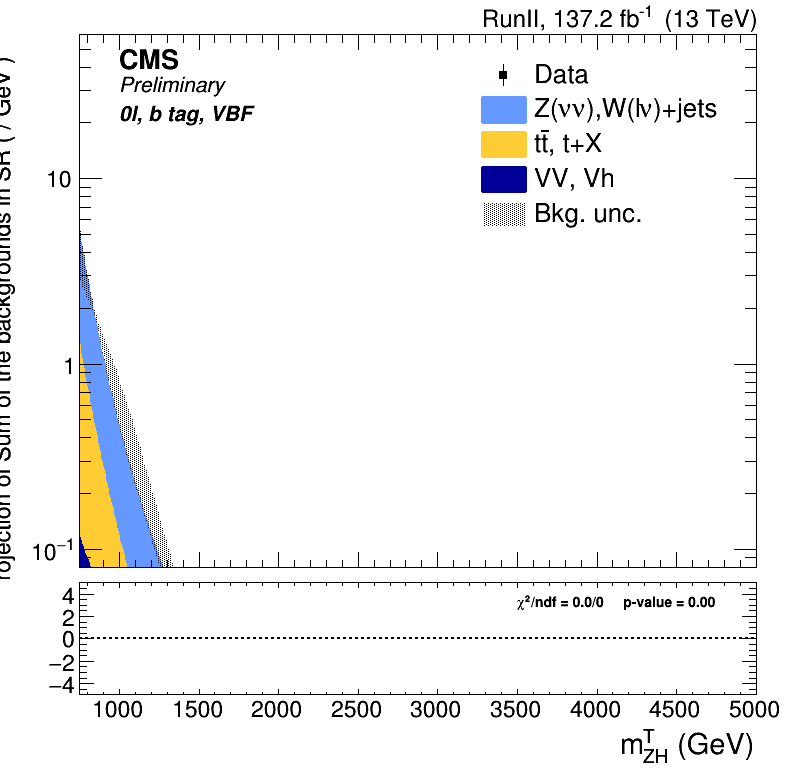 RunII, 137.2 fb⁻¹ (13 TeV)
CMS
Preliminary
0l, b tag, VBF
Data
Z(νν),W(lν)+jets
tt̄, t+X
VV, Vh
Bkg. unc.
rojection of Sum of the backgrounds in SR ( / GeV )
10
1
10⁻¹
χ²/ndf = 0.0/0 p-value = 0.00
4
2
0
−2
−4
1000 1500 2000 2500 3000 3500 4000 4500 5000
m^T_ZH (GeV)